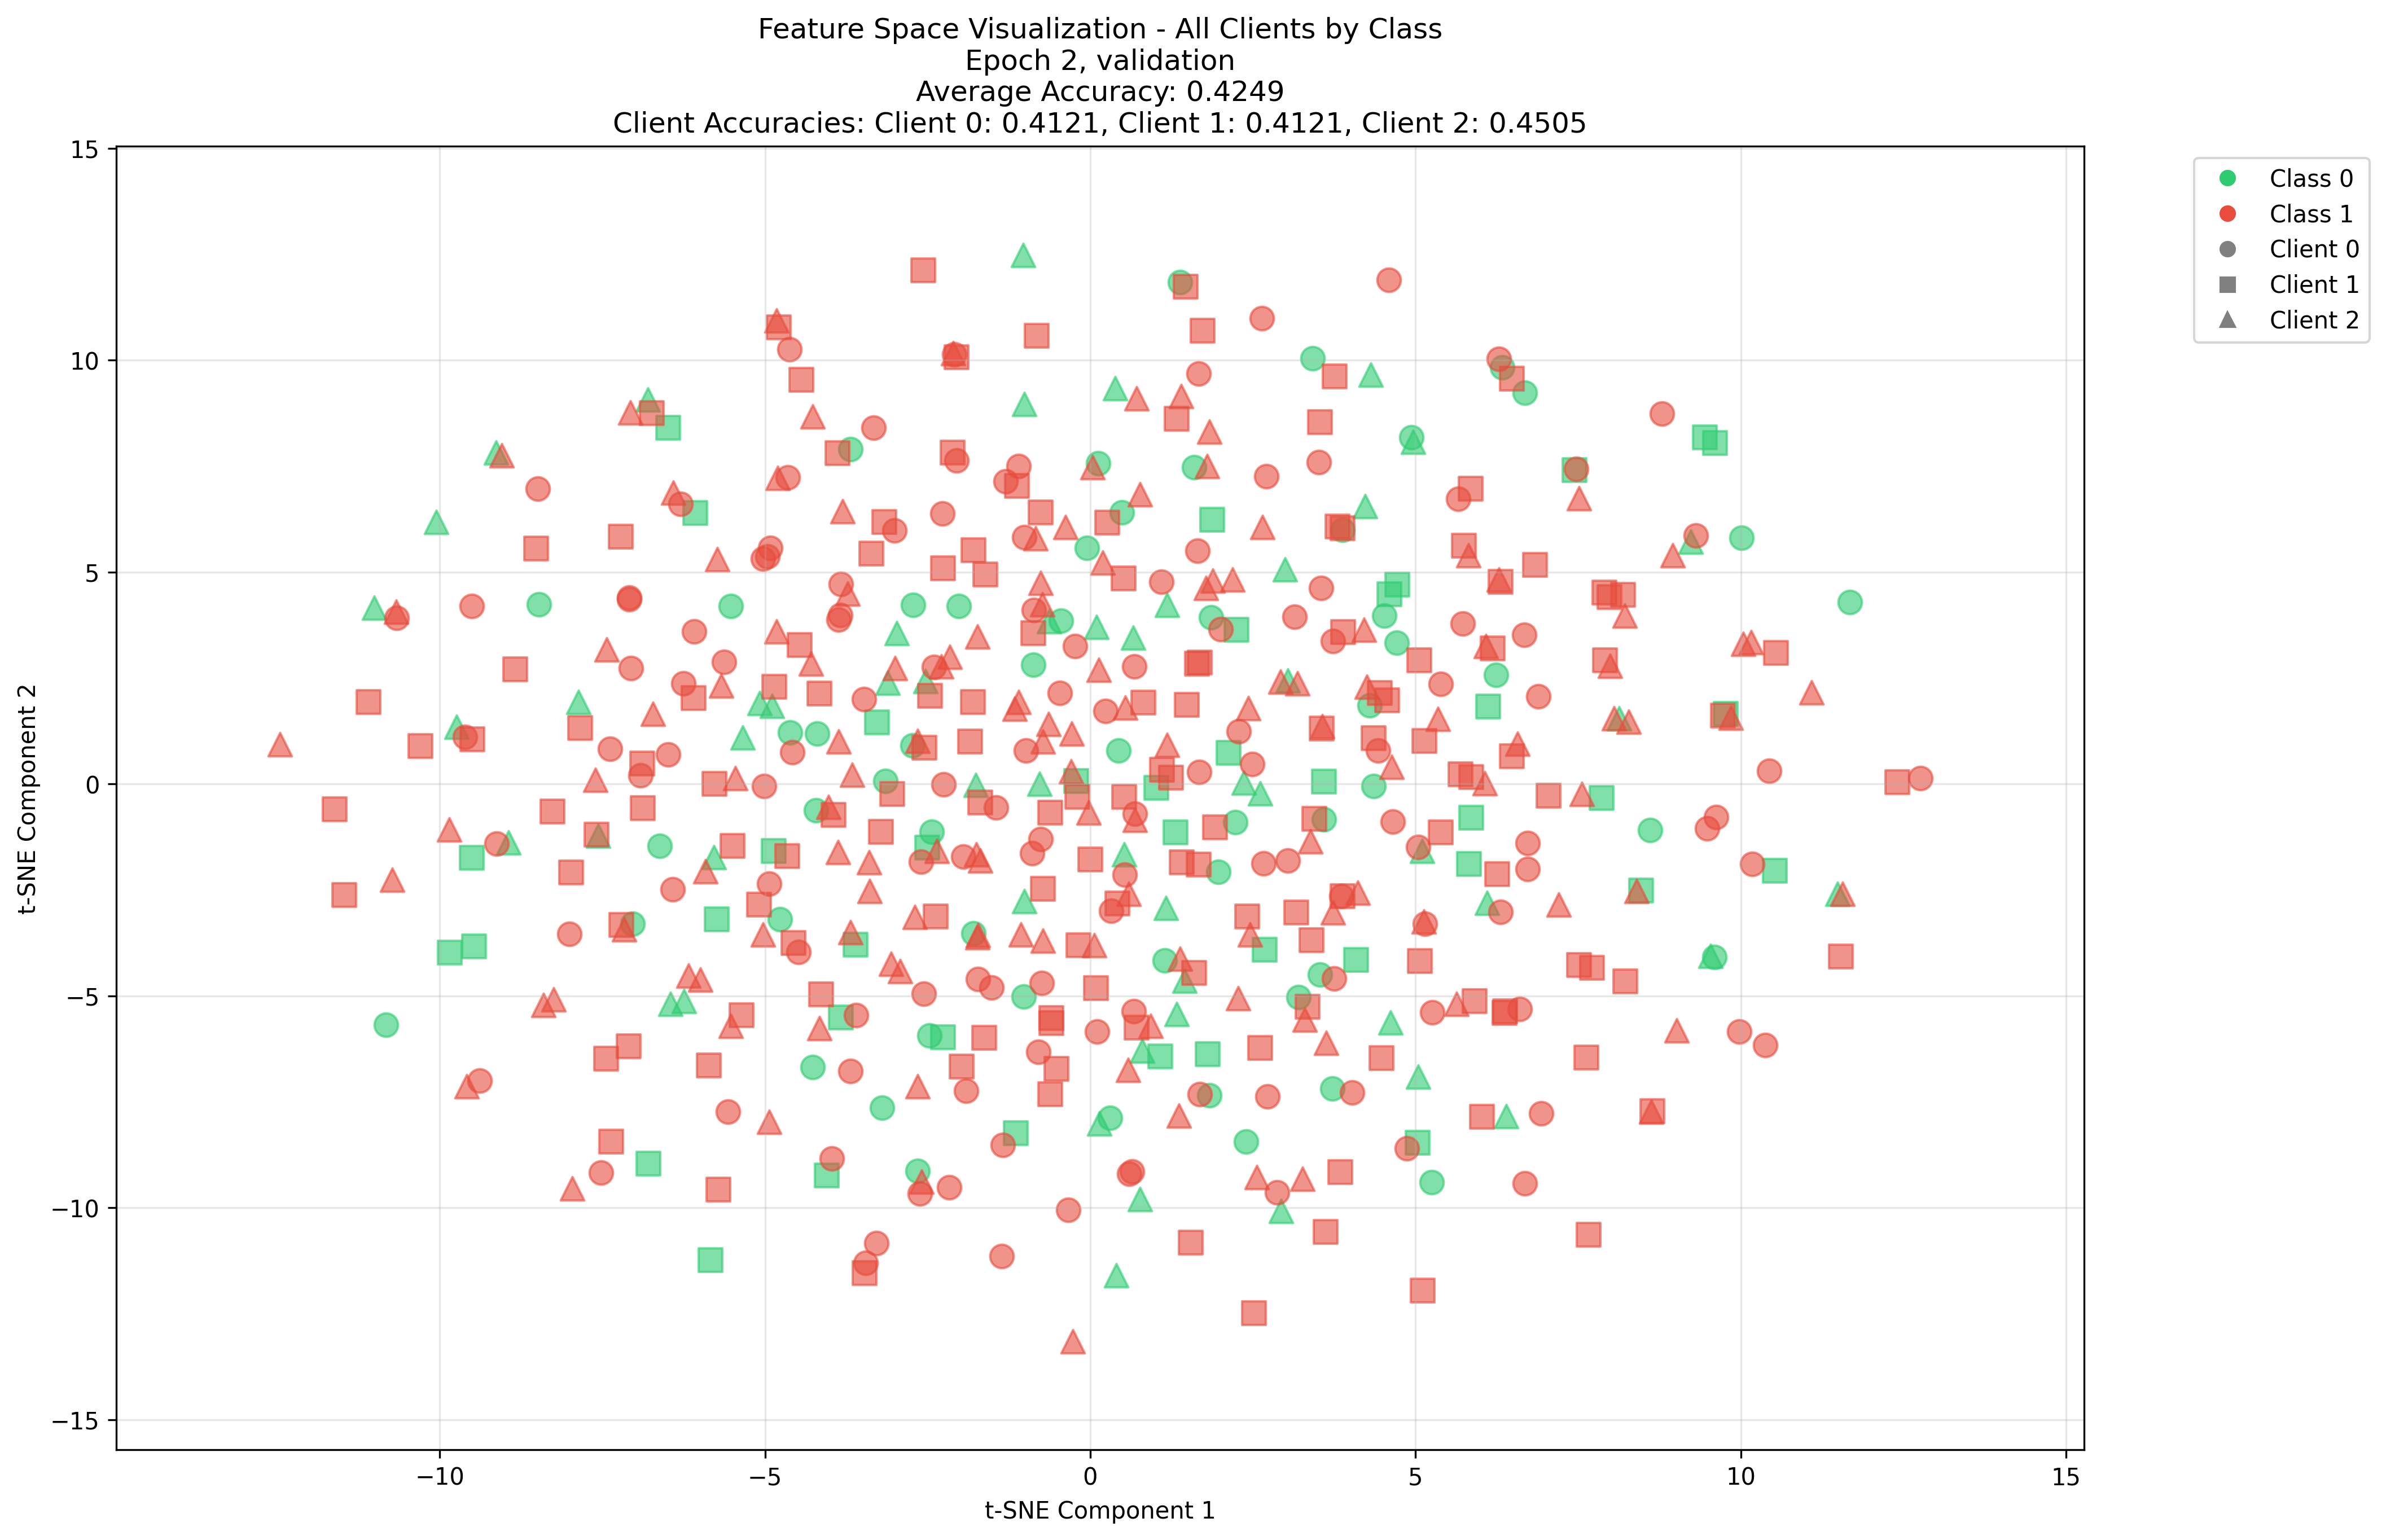 Feature Space Visualization - All Clients by Class
Epoch 2, validation
Average Accuracy: 0.4249
Client Accuracies: Client 0: 0.4121, Client 1: 0.4121, Client 2: 0.4505
15
10
5
0
−5
−10
−15
t-SNE Component 2
−10
−5
0
5
10
15
t-SNE Component 1
Class 0
Class 1
Client 0
Client 1
Client 2